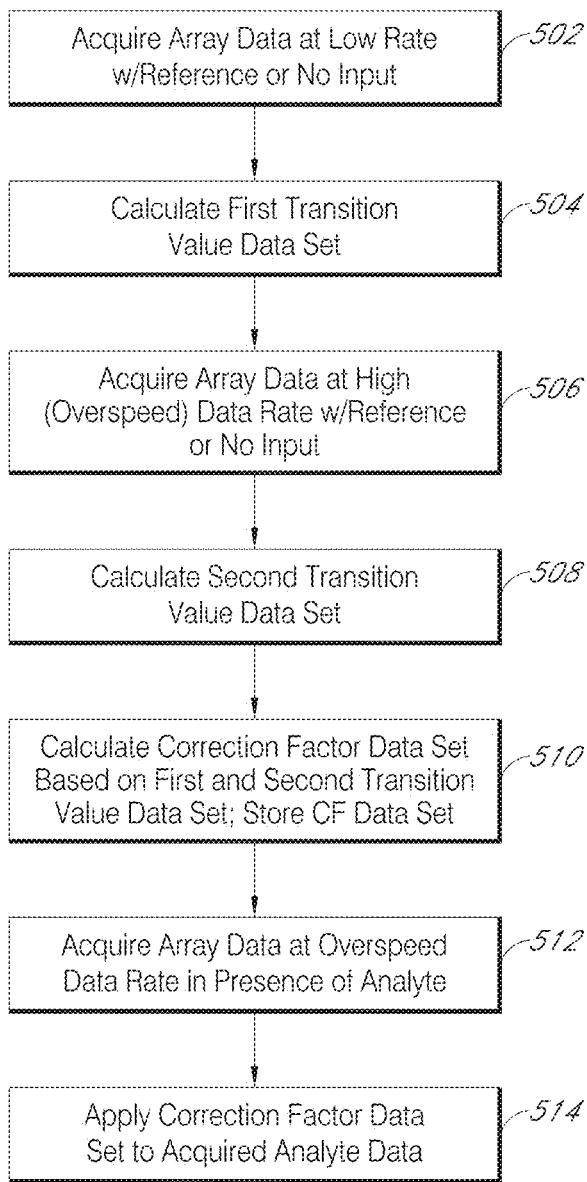 Acquire Array Data at Low Rate
w/Reference or No Input
502
Calculate First Transition
Value Data Set
504
Acquire Array Data at High
(Overspeed) Data Rate w/Reference
or No Input
506
Calculate Second Transition
Value Data Set
508
Calculate Correction Factor Data Set
Based on First and Second Transition
Value Data Set; Store CF Data Set
510
Acquire Array Data at Overspeed
Data Rate in Presence of Analyte
512
Apply Correction Factor Data
Set to Acquired Analyte Data
514